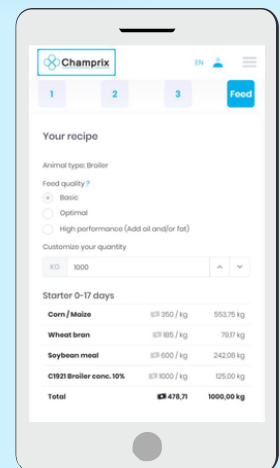 Champrix EN
1 2 3 Feed
Your recipe
Animal type: Broiler
Feed quality ?
Basic
Optimal
High performance (Add oil and/or fat)
Customize your quantity
KG 1000
Starter 0-17 days
Corn / Maize 350 / kg 553,75 kg
Wheat bran 185 / kg 79,17 kg
Soybean meal 600 / kg 242,08 kg
C1921 Broiler conc. 10% 1000 / kg 125,00 kg
Total 478,71 1000,00 kg